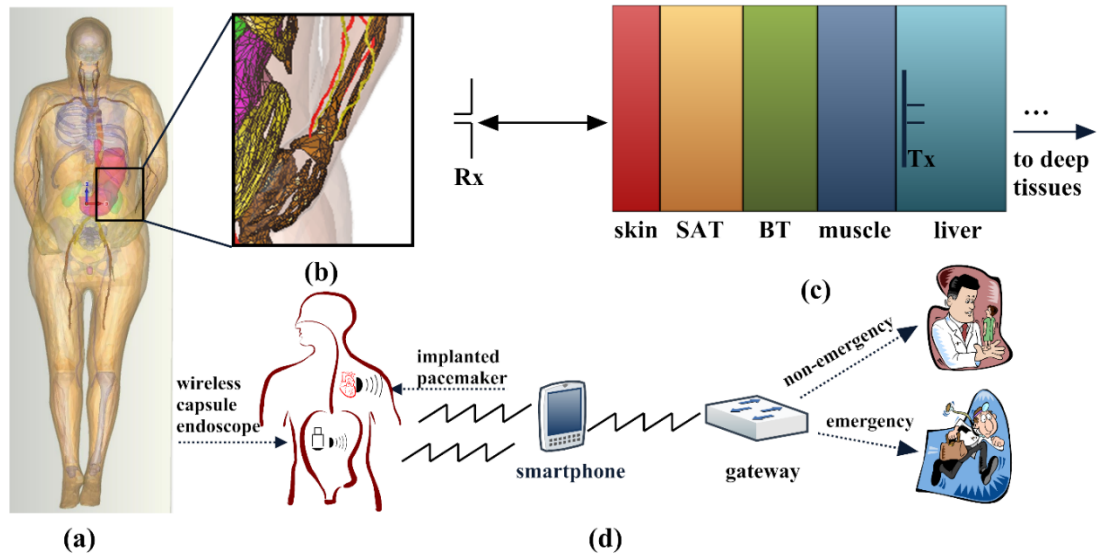 Rx
Tx
...
to deep
tissues
skin SAT BT muscle liver
(b)
(c)
wireless
capsule
endoscope
implanted
pacemaker
smartphone
gateway
non-emergency
emergency
(a)
(d)